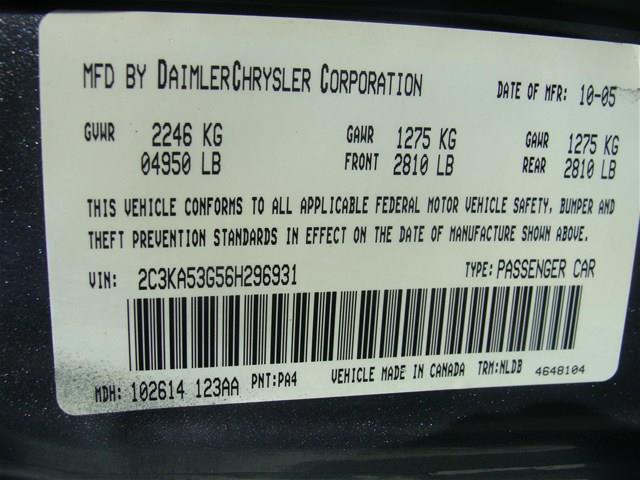 MFD BY DAIMLERCHRYSLER CORPORATION DATE OF MFR: 10-05
GVWR 2246 KG GAWR 1275 KG GAWR 1275 KG
04950 LB FRONT 2810 LB REAR 2810 LB
THIS VEHICLE CONFORMS TO ALL APPLICABLE FEDERAL MOTOR VEHICLE SAFETY, BUMPER AND
THEFT PREVENTION STANDARDS IN EFFECT ON THE DATE OF MANUFACTURE SHOWN ABOVE.
VIN: 2C3KA53G56H296931 TYPE: PASSENGER CAR
MDH: 102614 123AA PNT:PA4 VEHICLE MADE IN CANADA TRM:NLDB 4648104